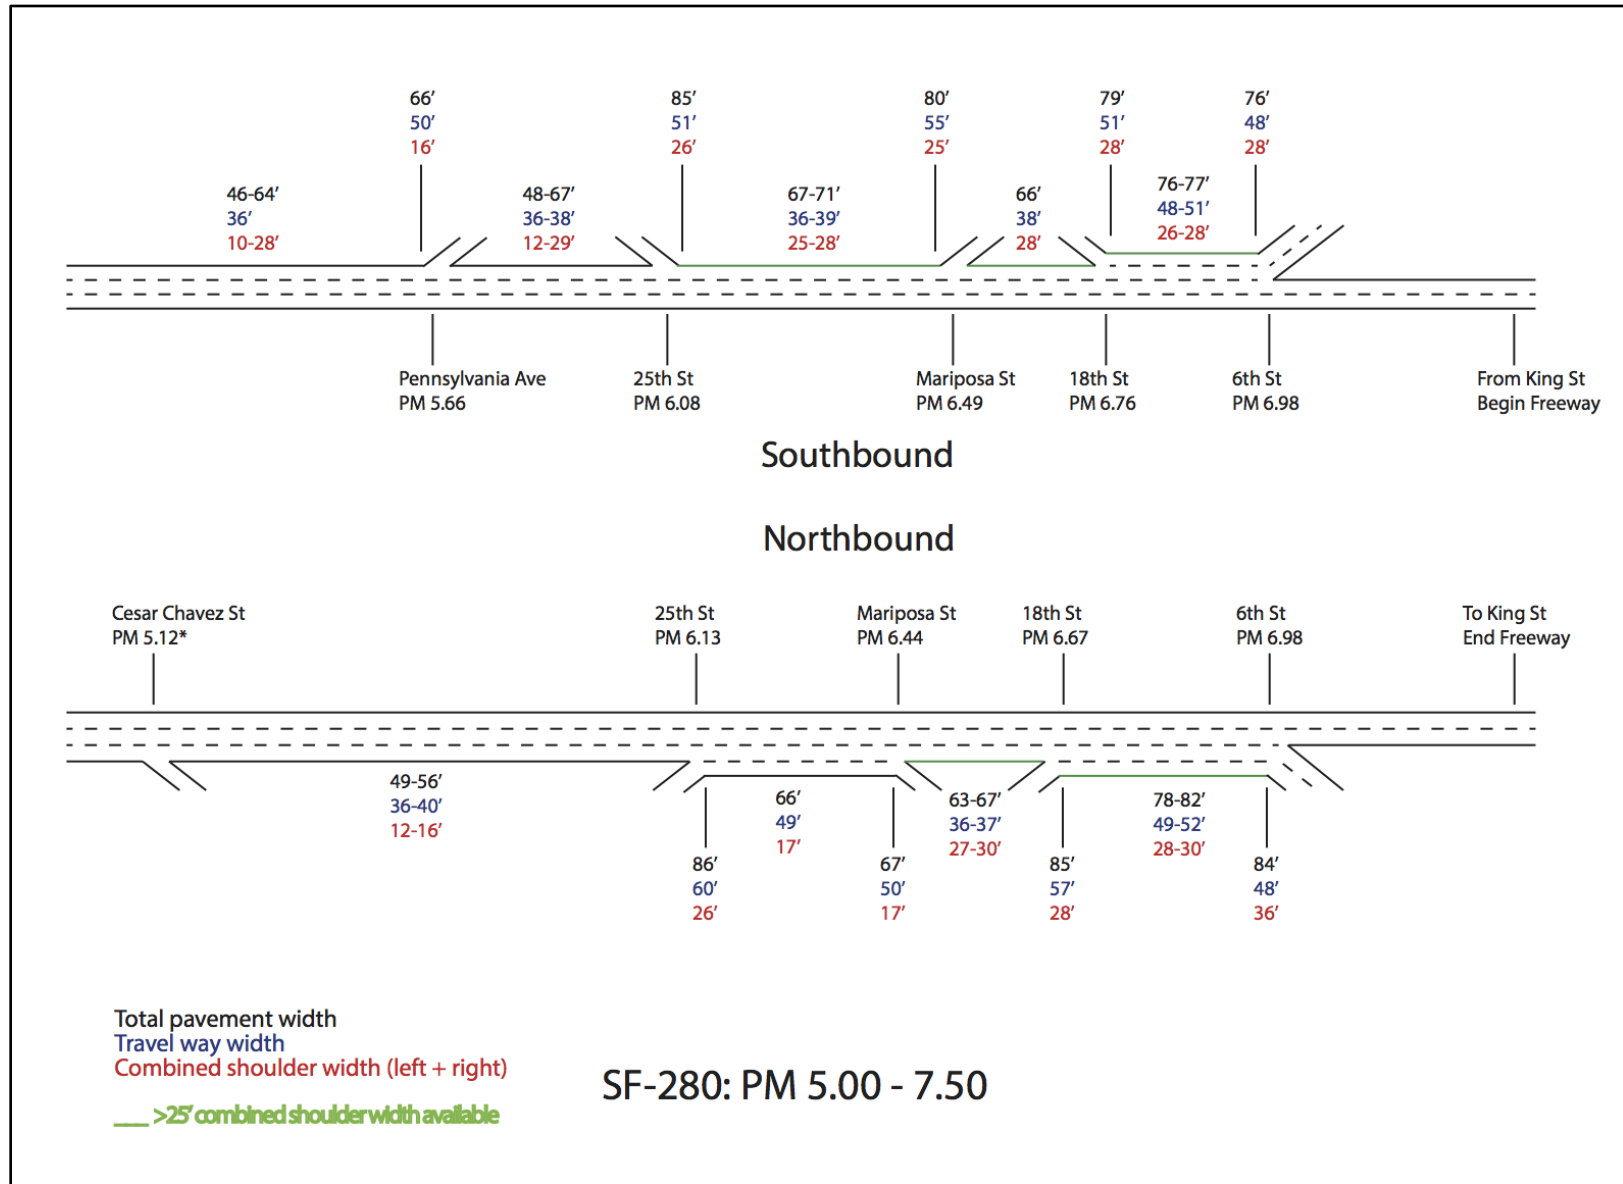 66’
50’
16’
85’
51’
26’
80’
55’
25’
79’
51’
28’
76’
48’
28’
46-64’
36’
10-28’
48-67’
36-38’
12-29’
67-71’
36-39’
25-28’
66’
38’
28’
76-77’
48-51’
26-28’
Pennsylvania Ave
PM 5.66
25th St
PM 6.08
Mariposa St
PM 6.49
18th St
PM 6.76
6th St
PM 6.98
From King St
Begin Freeway
Southbound
Northbound
Cesar Chavez St
PM 5.12*
25th St
PM 6.13
Mariposa St
PM 6.44
18th St
PM 6.67
6th St
PM 6.98
To King St
End Freeway
49-56’
36-40’
12-16’
66’
49’
17’
63-67’
36-37’
27-30’
78-82’
49-52’
28-30’
86’
60’
26’
67’
50’
17’
85’
57’
28’
84’
48’
36’
Total pavement width
Travel way width
Combined shoulder width (left + right)
___ >25’ combined shoulder width available
SF-280: PM 5.00 - 7.50